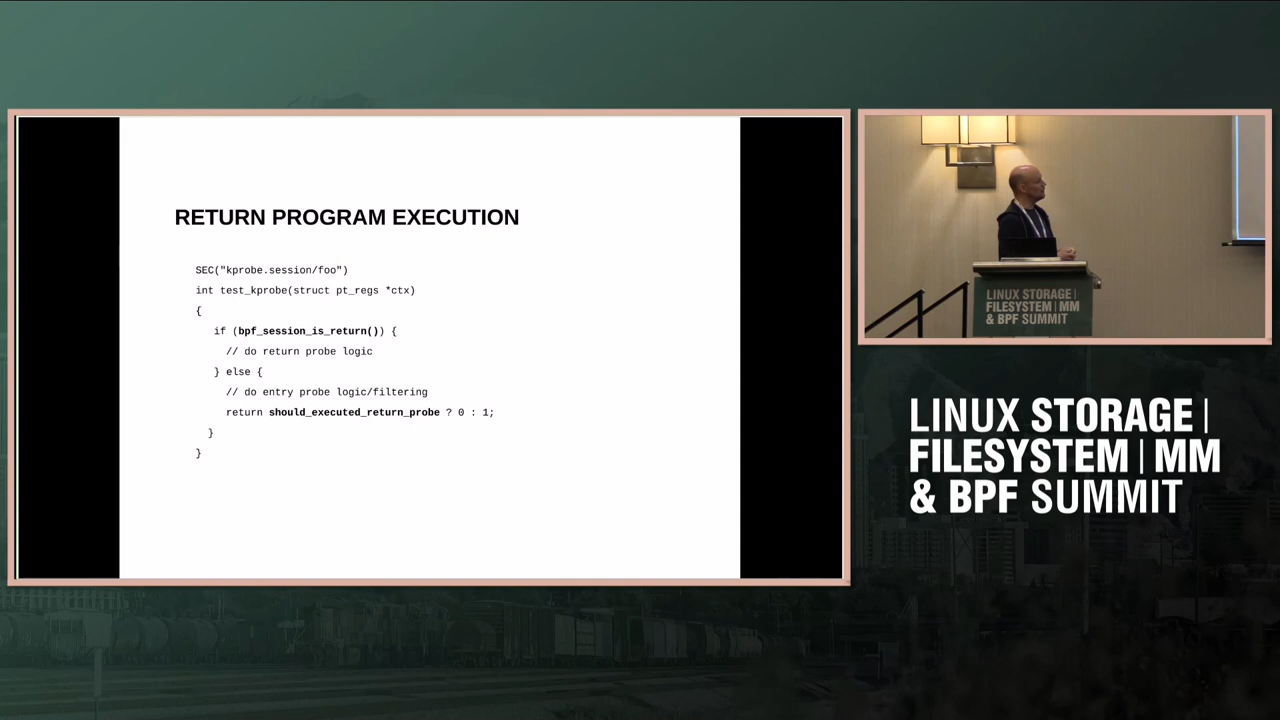 RETURN PROGRAM EXECUTION
SEC("kprobe.session/foo")
int test_kprobe(struct pt_regs *ctx)
{
if (bpf_session_is_return()) {
// do return probe logic
} else {
// do entry probe logic/filtering
return should_executed_return_probe ? 0 : 1;
}
}
LINUX STORAGE |
FILESYSTEM | MM
& BPF SUMMIT
LINUX STORAGE |
FILESYSTEM | MM
& BPF SUMMIT